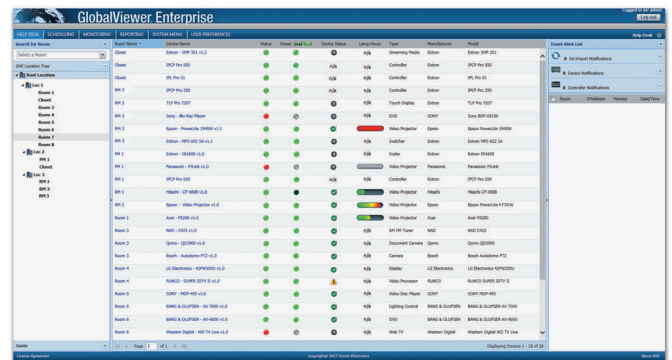 Logged in as: admin
GlobalViewer Enterprise
Log out
HELP DESK SCHEDULING MONITORING REPORTING SYSTEM MENU USER PREFERENCES
Help Desk
Search for Room
Select a Room
GVE Location Tree
Root Location
Loc 1
Room 1
Closet
Room 3
Room 4
Room 5
Room 6
Room 7
Room 8
Loc 2
PM 1
Closet
Loc 3
RM 1
RM 2
RM 3
Assets
Room Name Device Name Status Power Device Status Lamp Hours Type Manufacturer Model
Closet Extron - SMP 351 v1.2 n/a Streaming Media Extron Extron SMP 351
Closet IPCP Pro 550 n/a n/a Controller Extron IPCP Pro 550
Closet IPL Pro S1 n/a n/a Controller Extron IPL Pro S1
RM 3 IPCP Pro 350 n/a n/a Controller Extron IPCP Pro 350
RM 3 TLP Pro 720T n/a Touch Display Extron TLP Pro 720T
RM 3 Sony - Blu-Ray Player n/a DVD SONY Sony BDP-S5100
RM 3 Epson - PowerLite 1945W v1.1 Video Projector Epson Epson PowerLite 1945W
RM 3 Extron - MPS 602 SA v1.1 n/a Switcher Extron Extron MPS 602 SA
PM 1 Extron - IN1608 v1.0 n/a Scaler Extron Extron IN1608
PM 1 Panasonic - PJLink v1.0 Video Projector Panasonic Panasonic PJLink
RM 1 IPCP Pro 550 n/a n/a Controller Extron IPCP Pro 550
RM 1 Hitachi - CP-X008 v1.0 Video Projector Hitachi Hitachi CP-X008
RM 2 Epson - Video Projector v1.0 Video Projector Epson
Room 1 Acer - P5280 v1.0 Video Projector Acer Acer P5280
Room 3 NAD - C425 v1.0 n/a AM FM Tuner NAD NAD C425
Room 3 Qomo - QD3900 v1.0 n/a Document Camera Qomo Qomo QD3900
Room 3 Bosch - Autodome PTZ v1.0 n/a Camera Bosch Bosch Autodome PTZ
Room 4 LG Electronics - n/a Display LG Electronics LG Electronics
Room 4 RUNCO - SUPER IDTV II v1.0 n/a Video Processor RUNCO RUNCO SUPER IDTV II
Room 5 SONY - MDP-455 v1.0 n/a Video Disc Player SONY SONY MDP-455
Room 5 BANG & OLUFSEN - AV 7000 v1.0 n/a Lighting Control BANG & OLUFSEN BANG & OLUFSEN AV 7000
Room 6 BANG & OLUFSEN - AV-9000 v1.0 n/a DVD BANG & OLUFSEN BANG & OLUFSEN AV-9000
Room 6 Western Digital - WD TV Live v1.0 n/a Web TV Western Digital Western Digital WD TV Live
Page 1 of 1
Displaying Devices 1 - 28 of 28
Event Alert List
0 Re-Import Notifications
0 Device Notifications
0 Controller Notifications
Room IPAddress Monitor Date/Time
License Agreement
Copyright© 2017 Extron Electronics
About GVE